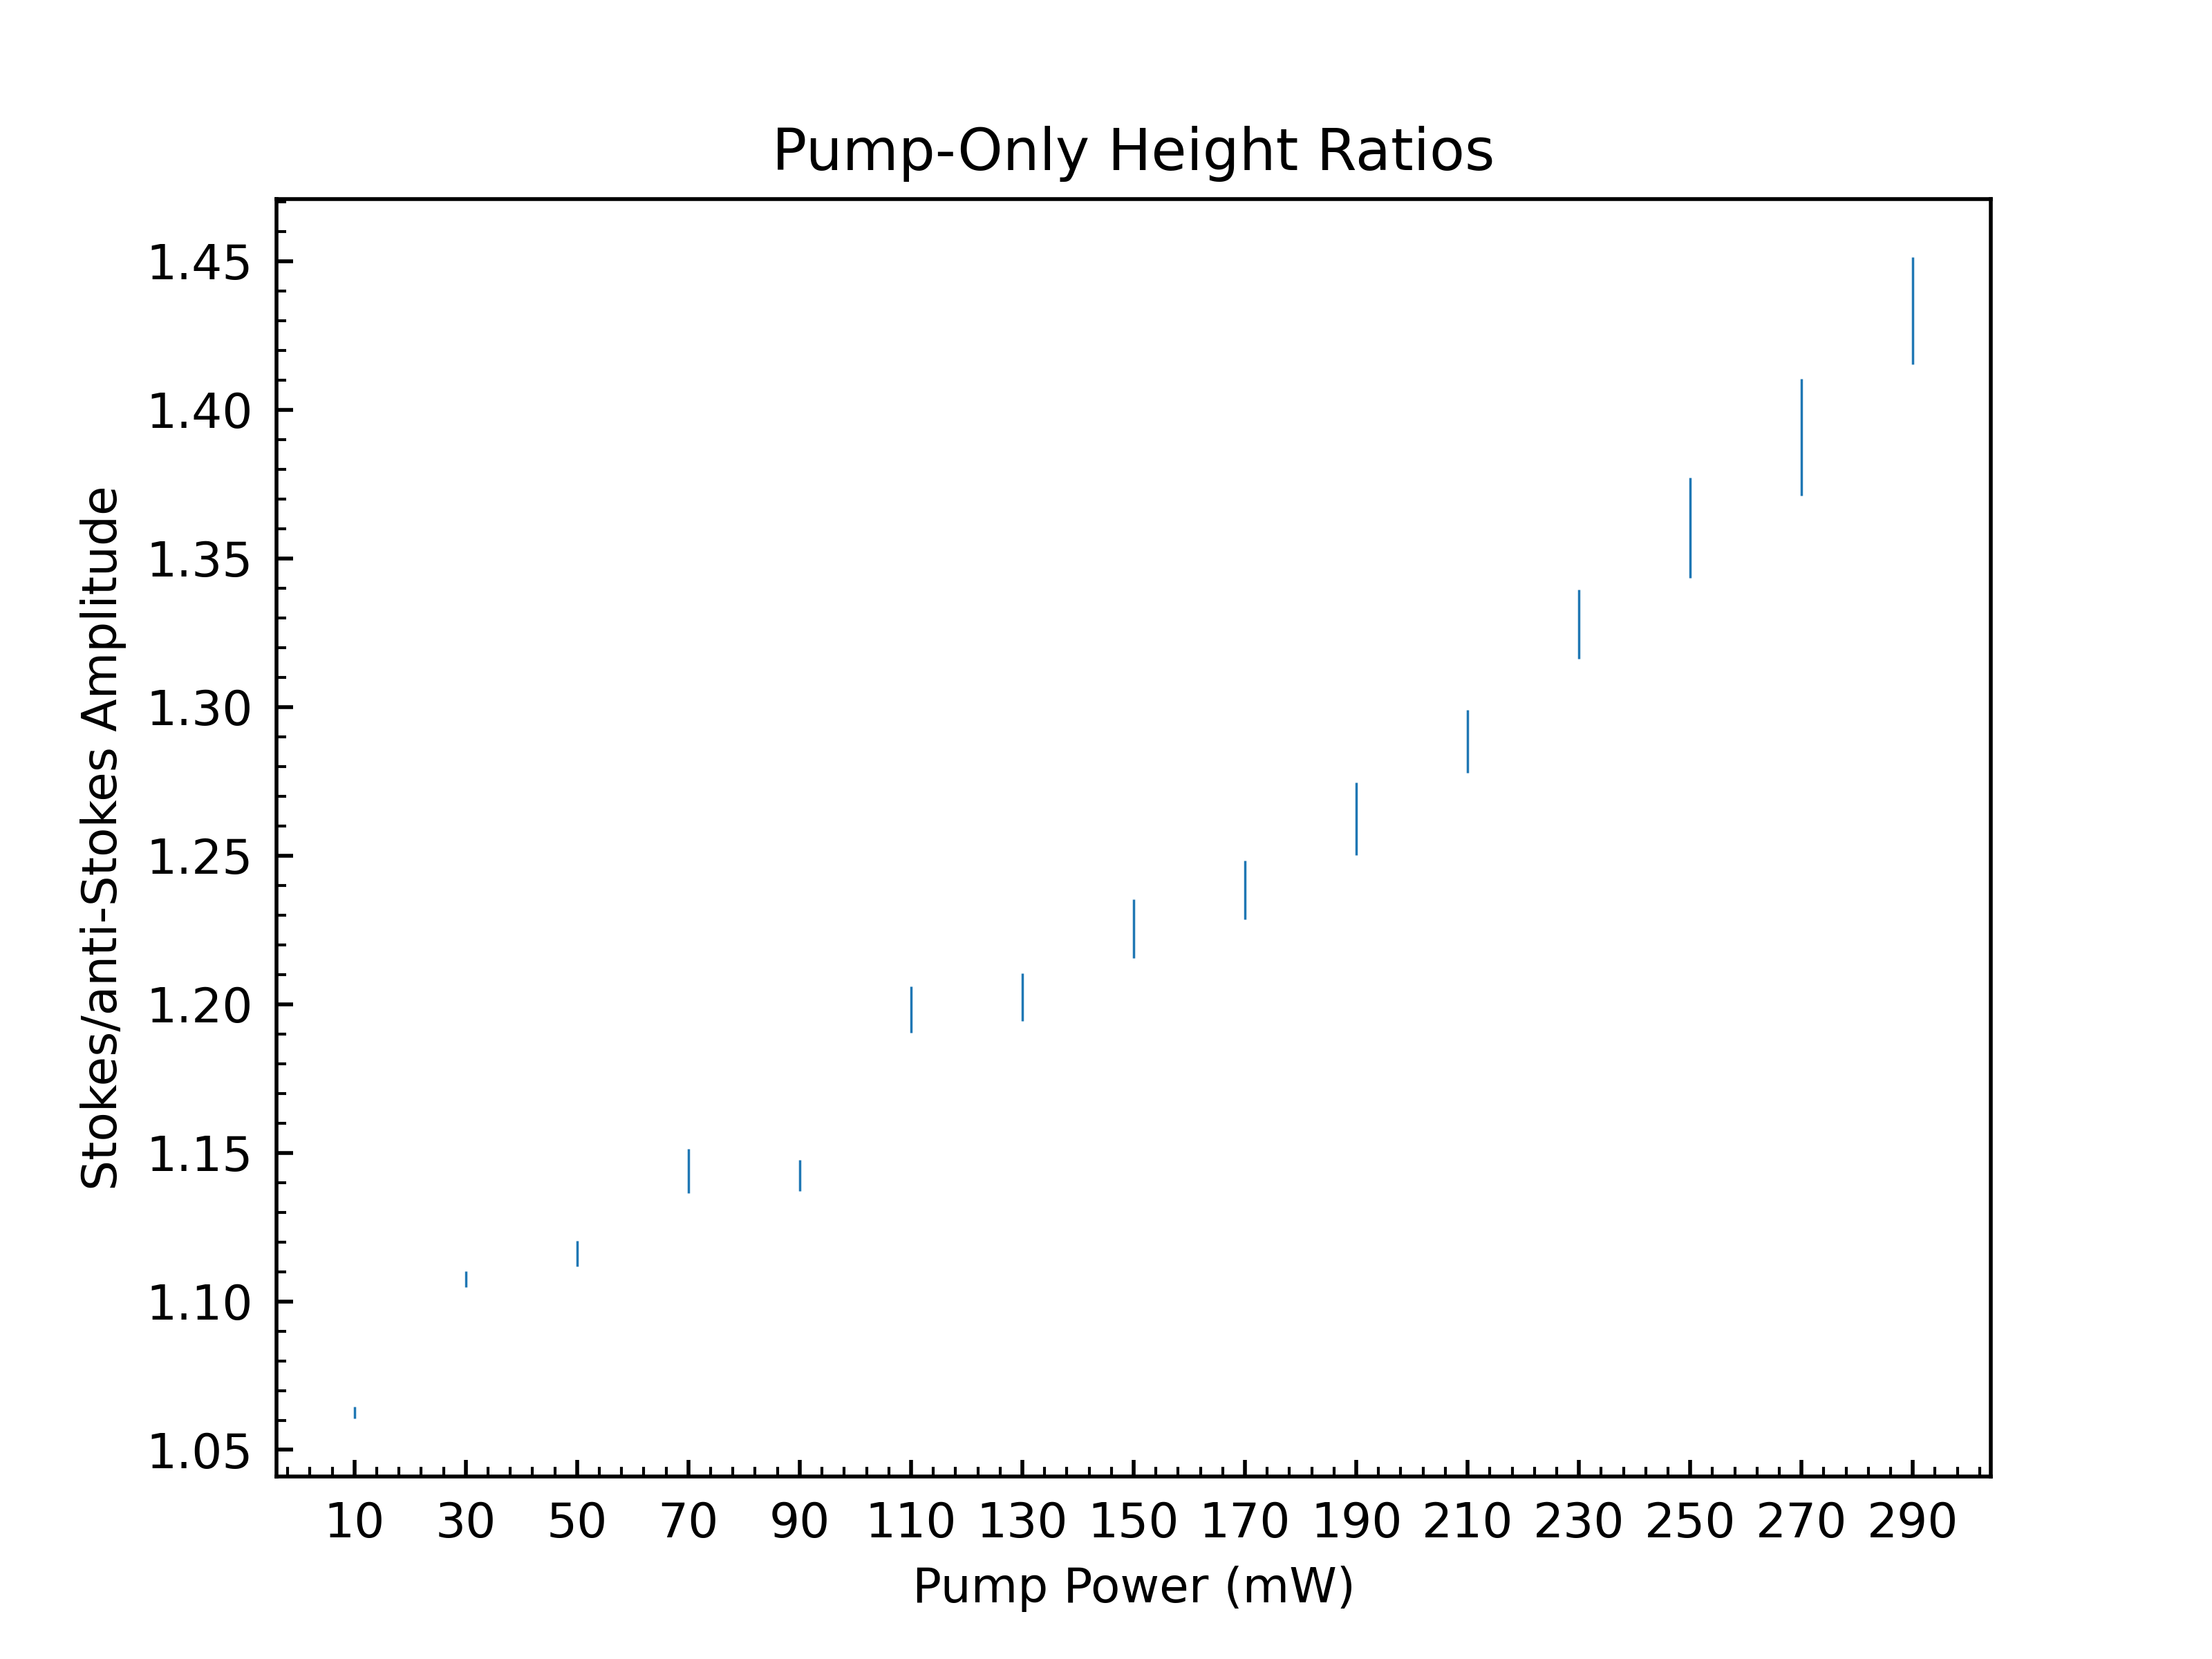 Pump-Only Height Ratios
Stokes/anti-Stokes Amplitude
1.45
1.40
1.35
1.30
1.25
1.20
1.15
1.10
1.05
10 30 50 70 90 110 130 150 170 190 210 230 250 270 290
Pump Power (mW)